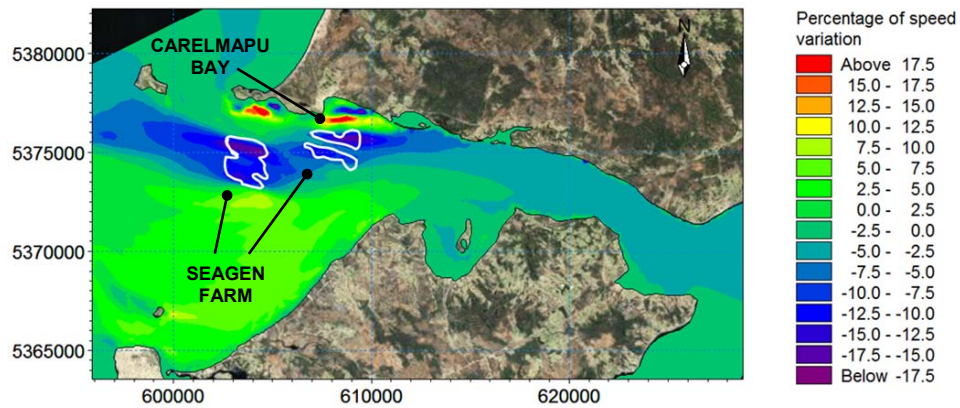 Percentage of speed
variation
Above 17.5
15.0 - 17.5
12.5 - 15.0
10.0 - 12.5
7.5 - 10.0
5.0 - 7.5
2.5 - 5.0
0.0 - 2.5
-2.5 - 0.0
-5.0 - -2.5
-7.5 - -5.0
-10.0 - -7.5
-12.5 - -10.0
-15.0 - -12.5
-17.5 - -15.0
Below -17.5
N
CARELMAPU
BAY
SEAGEN
FARM
5380000
5375000
5370000
5365000
600000 610000 620000